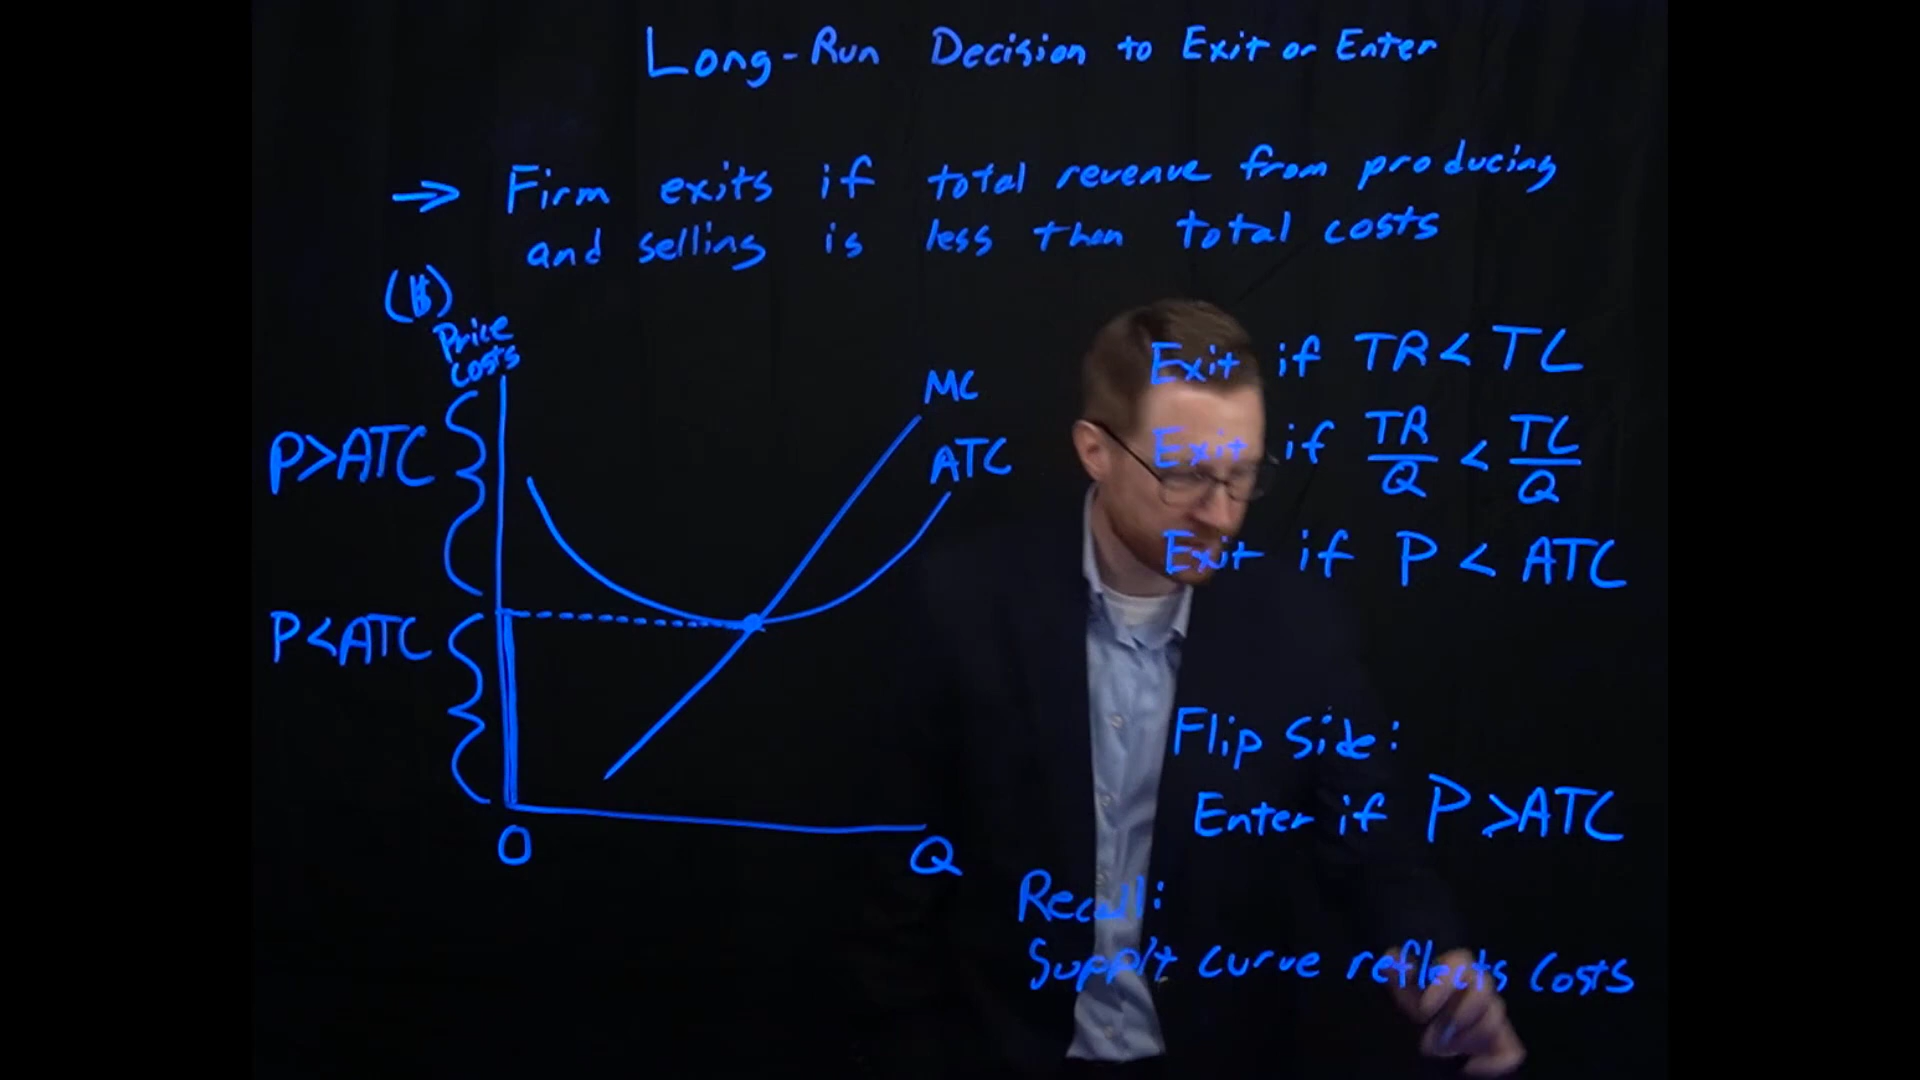 Long-Run Decision to Exit or Enter
→ Firm exits if total revenue from producing
and selling is less than total costs
($)
Price
Costs
P>ATC
P<ATC
MC
ATC
O
Q
Exit if TR < TC
Exit if TR/Q < TC/Q
Exit if P < ATC
Flip Side:
Enter if P >ATC
Recall:
Supply curve reflects costs